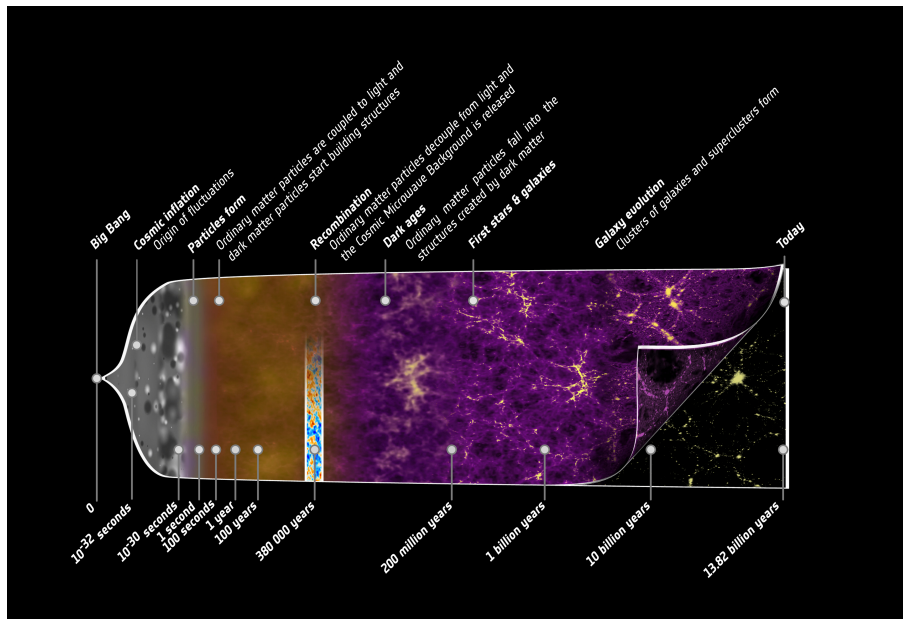 Big Bang
Cosmic inflation
Origin of fluctuations
Particles form
Ordinary matter particles are coupled to light and
dark matter particles start building structures
Recombination
Ordinary matter particles decouple from light and
the Cosmic Microwave Background is released
Dark ages
Ordinary matter particles fall into the
structures created by dark matter
First stars & galaxies
Galaxy evolution
Clusters of galaxies and superclusters form
Today
0
10-32 seconds
10-30 seconds
1 second
100 seconds
1 year
100 years
380 000 years
200 million years
1 billion years
10 billion years
13.82 billion years